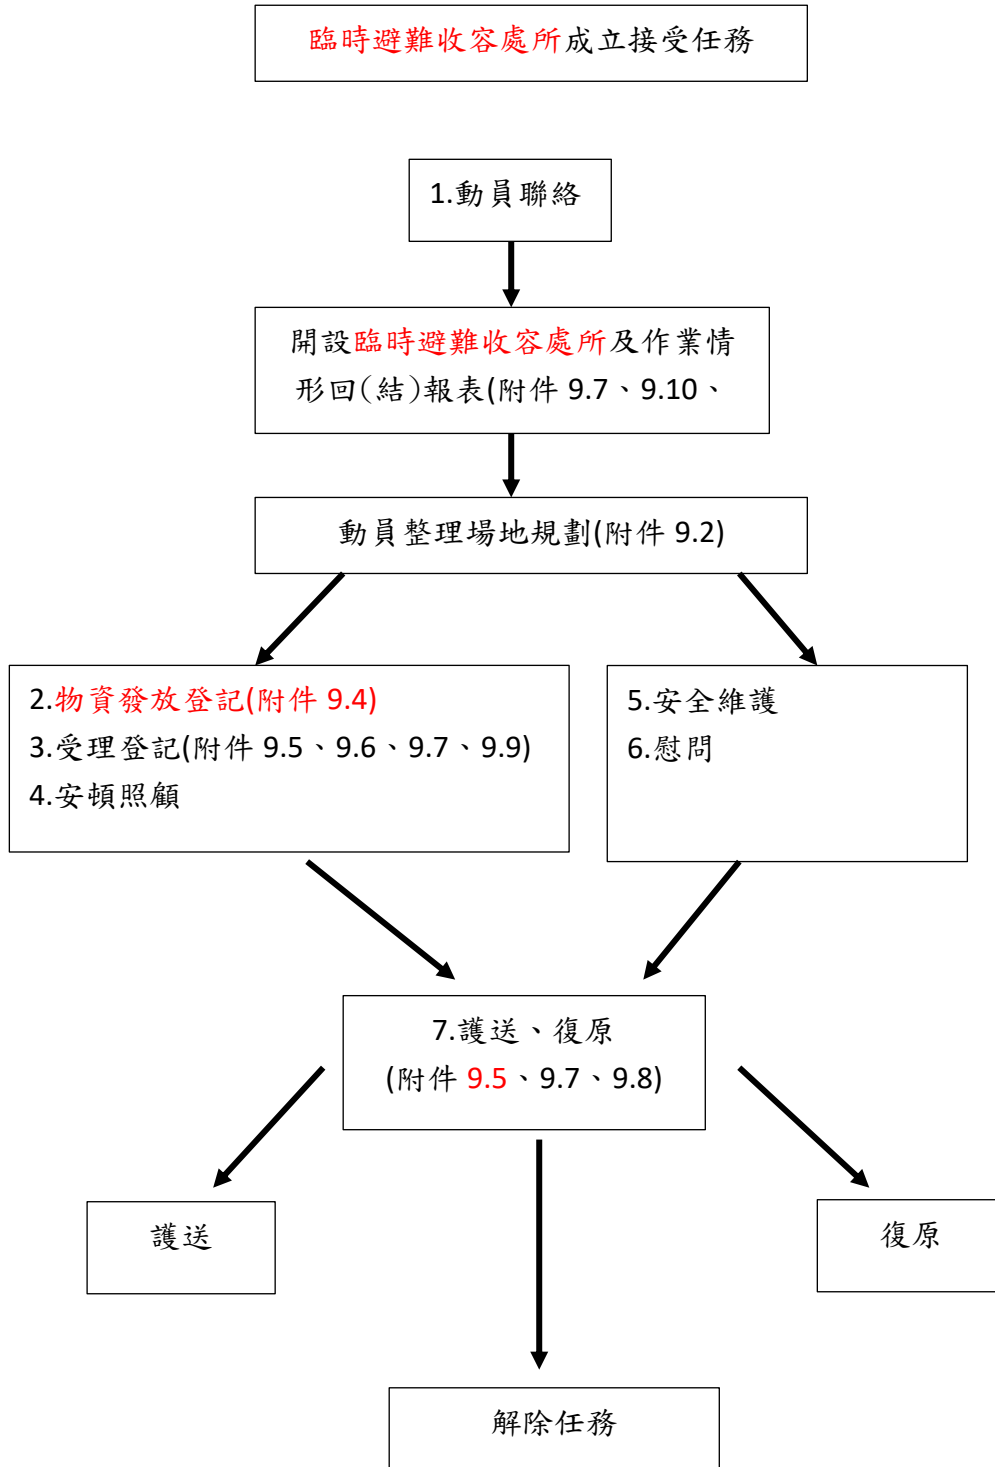 臨時避難收容處所成立接受任務
1.動員聯絡
開設臨時避難收容處所及作業情
形回(結)報表(附件 9.7、9.10、
動員整理場地規劃(附件 9.2)
2.物資發放登記(附件 9.4)
3.受理登記(附件 9.5、9.6、9.7、9.9)
4.安頓照顧
5.安全維護
6.慰問
7.護送、復原
(附件 9.5、9.7、9.8)
護送
復原
解除任務